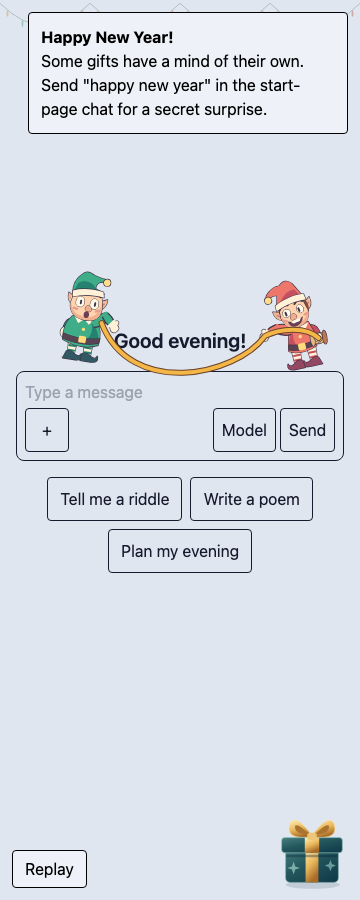 Happy New Year!
Some gifts have a mind of their own.
Send "happy new year" in the start-
page chat for a secret surprise.
Good evening!
Type a message
+
Model
Send
Tell me a riddle
Write a poem
Plan my evening
Replay